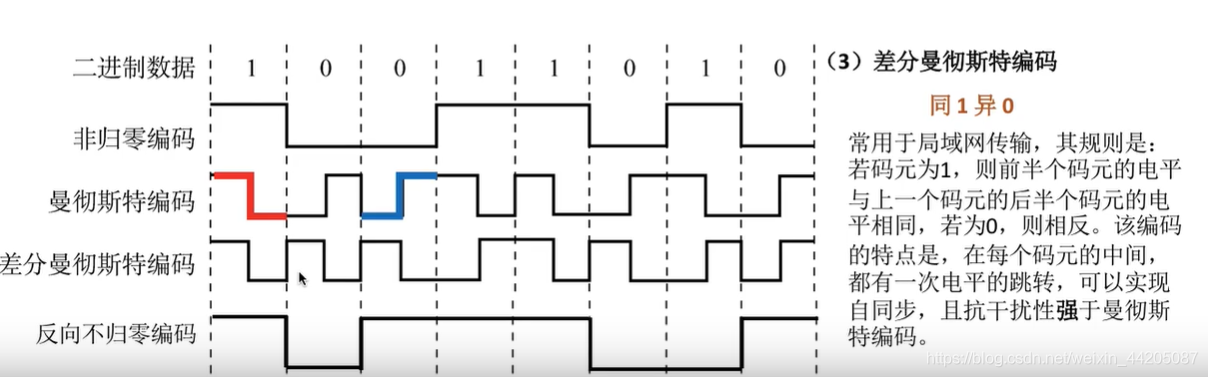 二进制数据 1 0 0 1 1 0 1 0
非归零编码
曼彻斯特编码
差分曼彻斯特编码
反向不归零编码
（3）差分曼彻斯特编码
同 1 异 0
常用于局域网传输，其规则是：
若码元为1，则前半个码元的电平
与上一个码元的后半个码元的电
平相同，若为0，则相反。该编码
的特点是，在每个码元的中间，
都有一次电平的跳转，可以实现
自同步，且抗干扰性强于曼彻斯
特编码。
https://blog.csdn.net/weixin_44205087